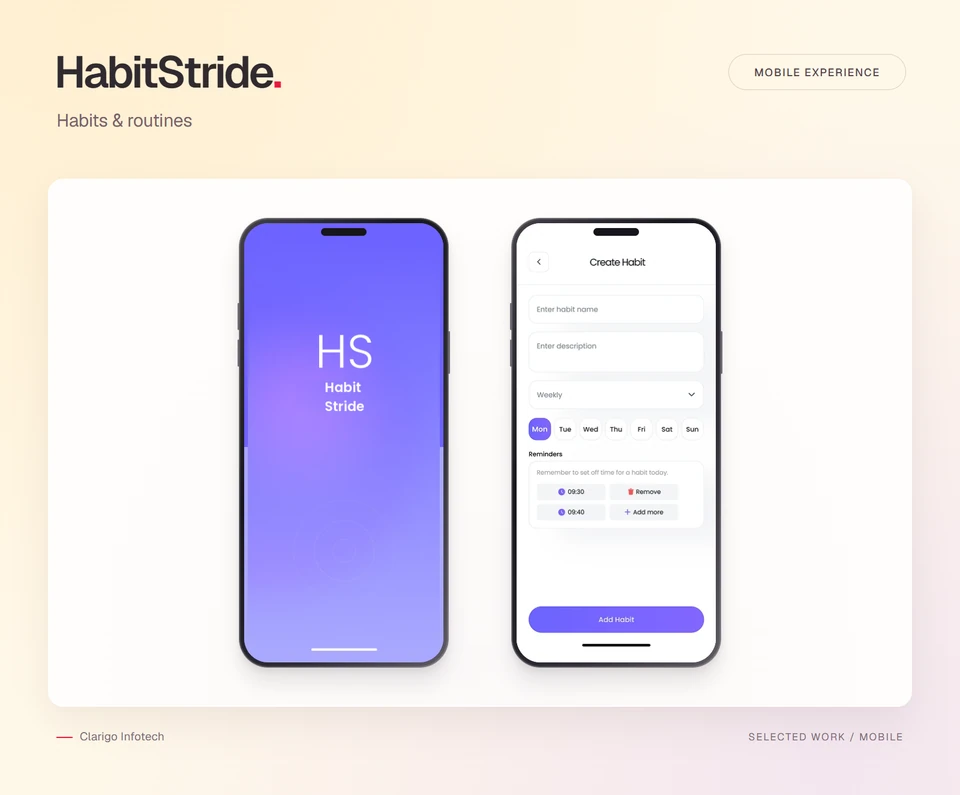 HabitStride.
MOBILE EXPERIENCE
Habits & routines
HS
Habit
Stride
Create Habit
Enter habit name
Enter description
Weekly
Mon Tue Wed Thu Fri Sat Sun
Reminders
Remember to set off time for a habit today.
09:30 Remove
09:40 + Add more
Add Habit
Clarigo Infotech
SELECTED WORK / MOBILE